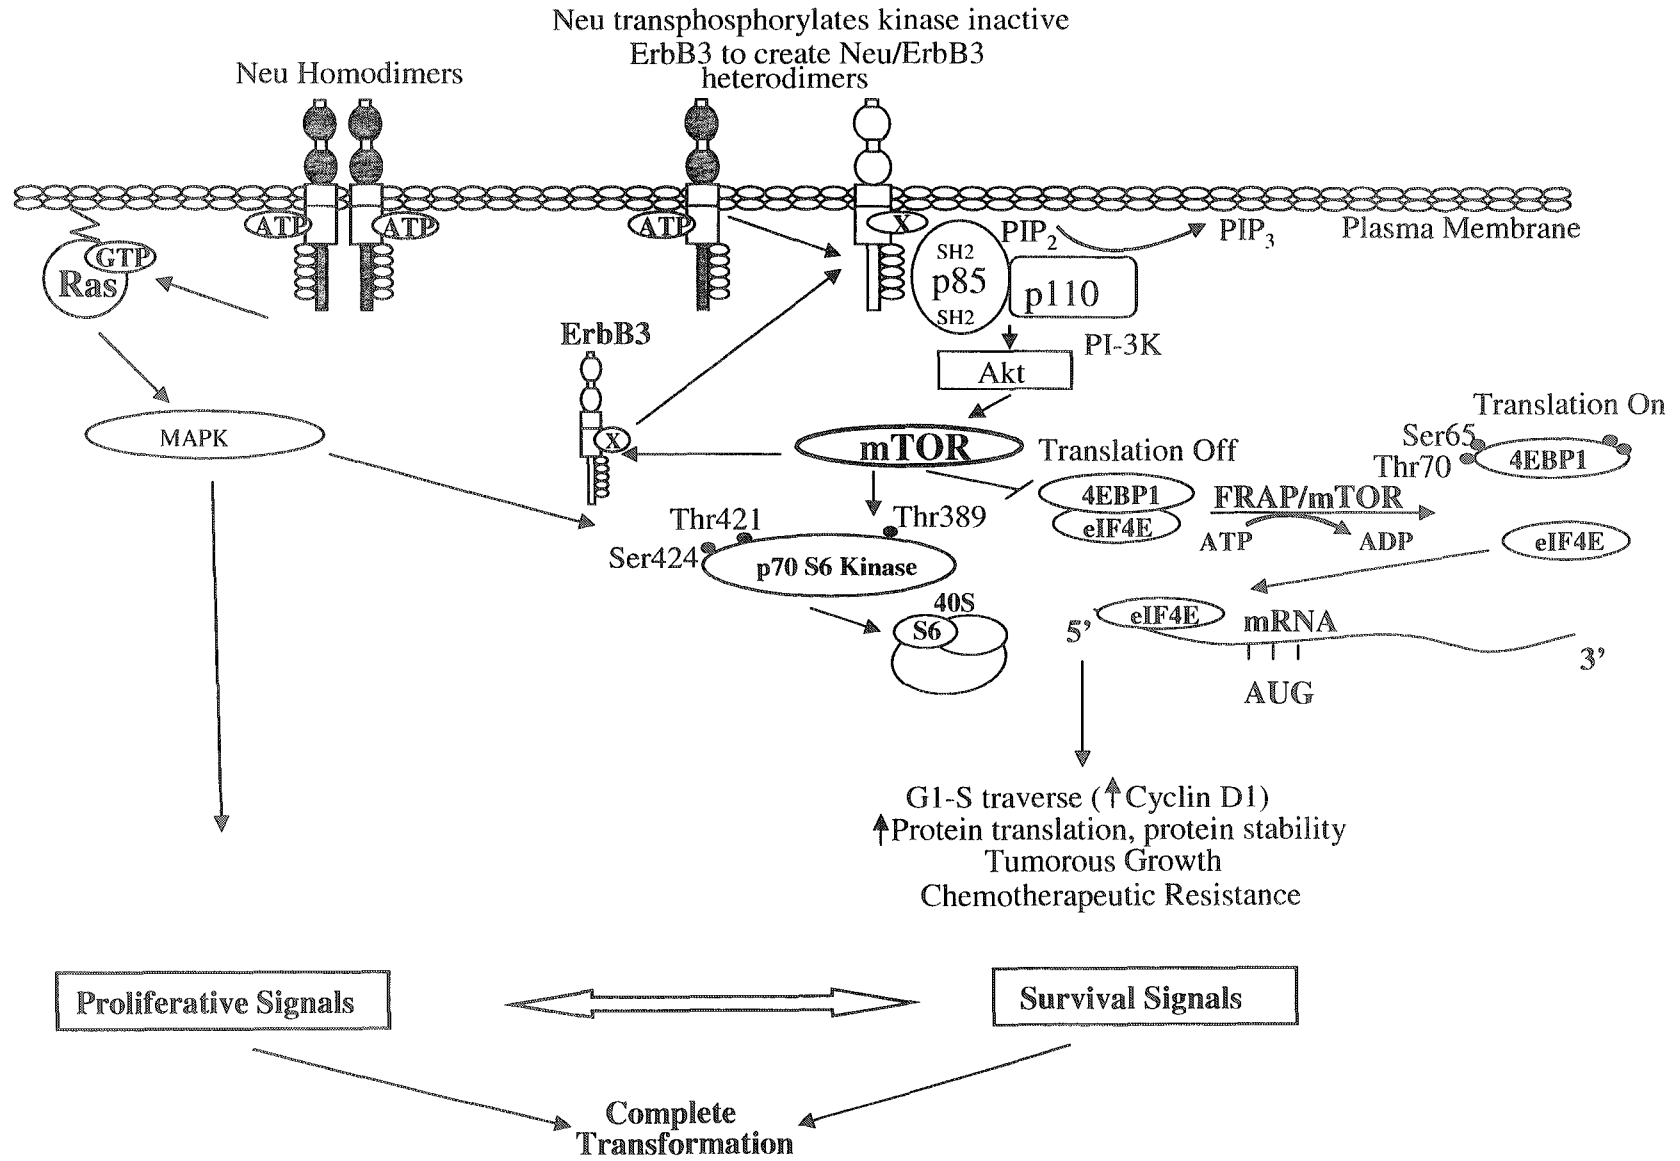 Neu transphosphorylates kinase inactive
ErbB3 to create Neu/ErbB3
heterodimers
Neu Homodimers
ATP
ATP
ATP
X
PIP2
PIP3
Plasma Membrane
GTP
Ras
SH2
p85
SH2
p110
PI-3K
ErbB3
X
Akt
MAPK
mTOR
Translation Off
Translation On
Ser65
Thr70
4EBP1
4EBP1
eIF4E
FRAP/mTOR
ATP
ADP
eIF4E
Thr421
Thr389
Ser424
p70 S6 Kinase
40S
S6
5’
eIF4E
mRNA
3’
AUG
G1-S traverse (↑Cyclin D1)
↑Protein translation, protein stability
Tumorous Growth
Chemotherapeutic Resistance
Proliferative Signals
Survival Signals
Complete
Transformation